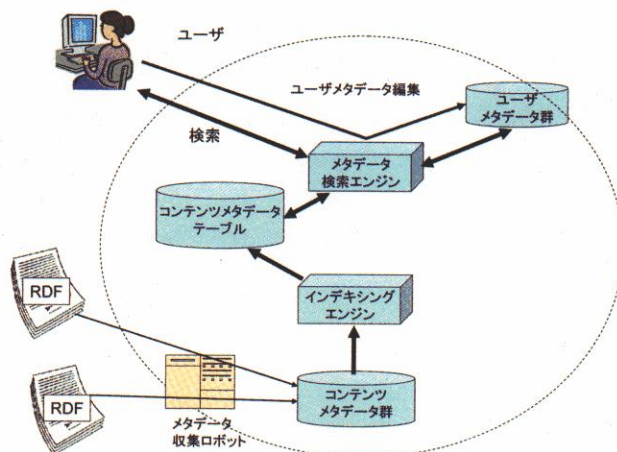 ユーザ
ユーザメタデータ編集
ユーザ
メタデータ群
検索
メタデータ
検索エンジン
コンテンツメタデータ
テーブル
RDF
インデキシング
エンジン
RDF
メタデータ
収集ロボット
コンテンツ
メタデータ群